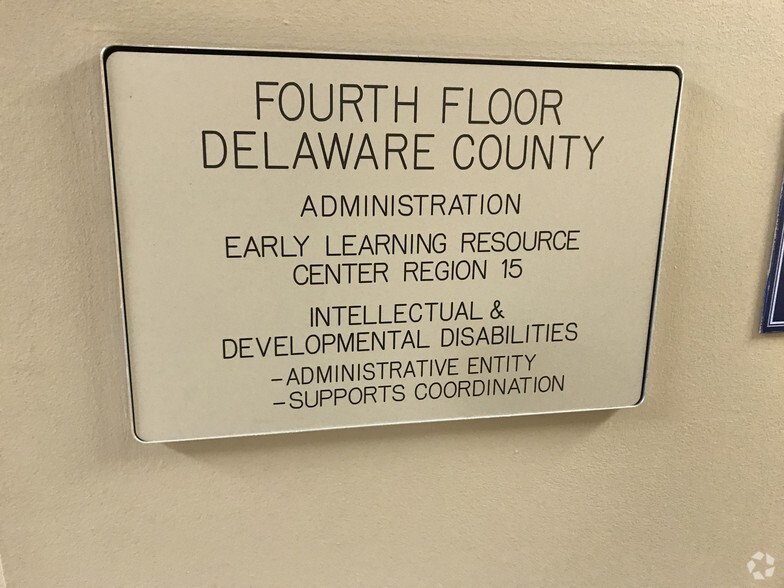 FOURTH FLOOR
DELAWARE COUNTY
ADMINISTRATION
EARLY LEARNING RESOURCE
CENTER REGION 15
INTELLECTUAL &
DEVELOPMENTAL DISABILITIES
-ADMINISTRATIVE ENTITY
-SUPPORTS COORDINATION